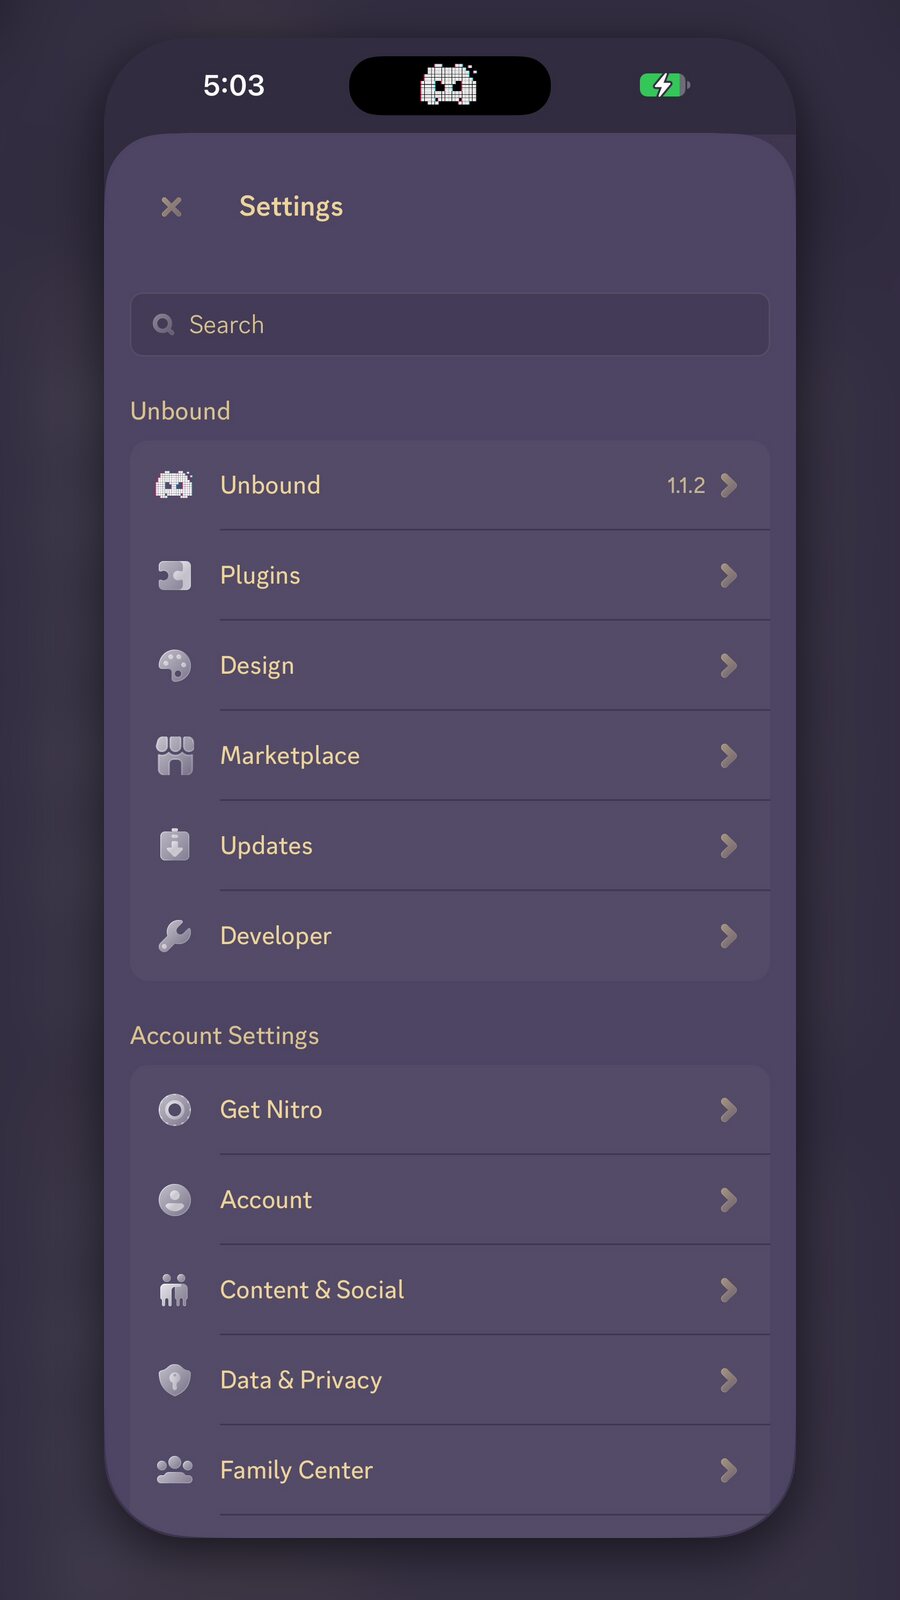 5:03
Settings
Search
Unbound
Unbound 1.1.2
Plugins
Design
Marketplace
Updates
Developer
Account Settings
Get Nitro
Account
Content & Social
Data & Privacy
Family Center